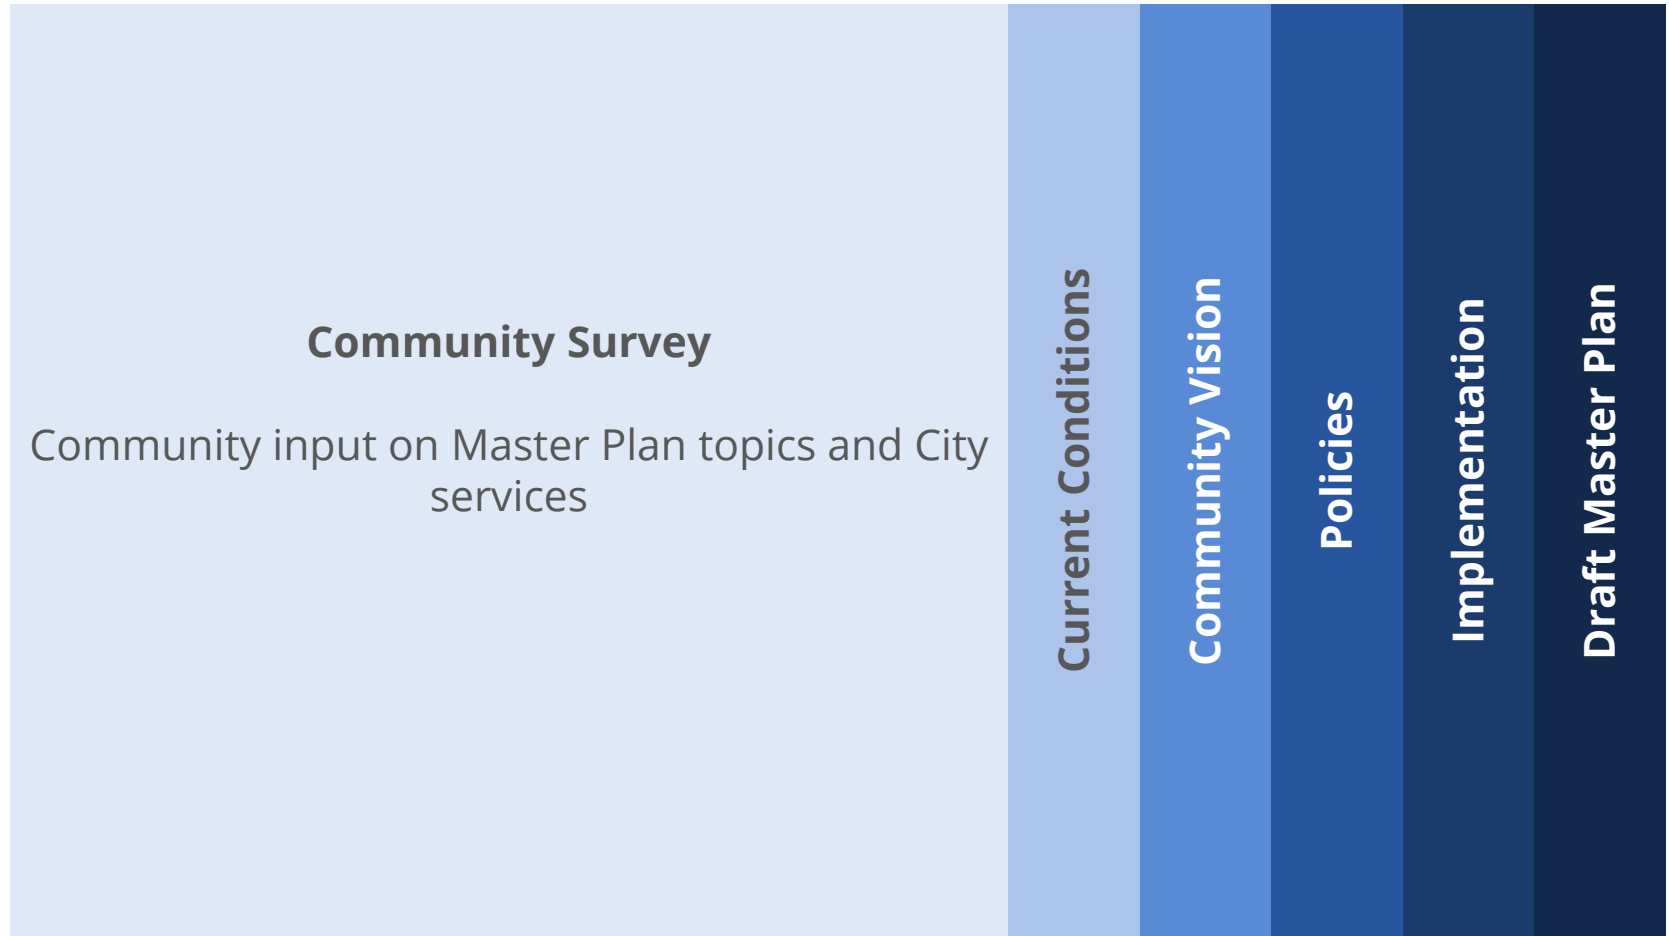 Community Survey
Community input on Master Plan topics and City
services
Current Conditions
Community Vision
Policies
Implementation
Draft Master Plan